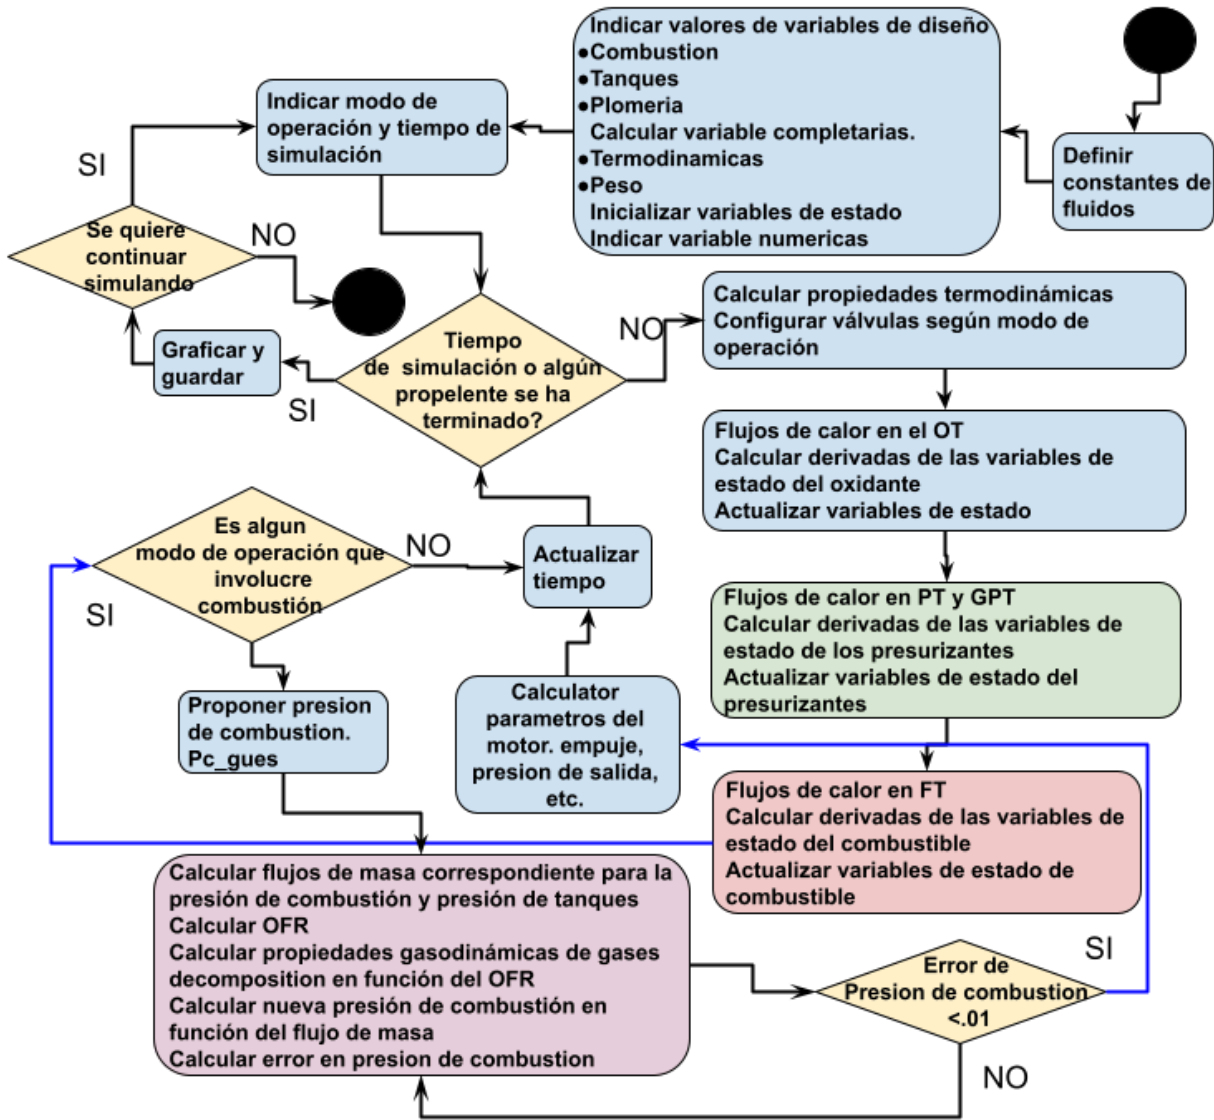 Indicar valores de variables de diseño
●Combustion
●Tanques
●Plomeria
Calcular variable completarias.
●Termodinamicas
●Peso
Inicializar variables de estado
Indicar variable numericas
Definir
constantes de
fluidos
Indicar modo de
operación y tiempo de
simulación
SI
Se quiere
continuar
simulando
NO
Graficar y
guardar
SI
Tiempo
de simulación o algún
propelente se ha
terminado?
NO
Calcular propiedades termodinámicas
Configurar válvulas según modo de
operación
Flujos de calor en el OT
Calcular derivadas de las variables de
estado del oxidante
Actualizar variables de estado
Flujos de calor en PT y GPT
Calcular derivadas de las variables de
estado de los presurizantes
Actualizar variables de estado del
presurizantes
Flujos de calor en FT
Calcular derivadas de las variables de
estado del combustible
Actualizar variables de estado de
combustible
Es algun
modo de operación que
involucre
combustión
NO
SI
Actualizar
tiempo
Proponer presion
de combustion.
Pc_gues
Calculator
parametros del
motor. empuje,
presion de salida,
etc.
Calcular flujos de masa correspondiente para la
presión de combustión y presión de tanques
Calcular OFR
Calcular propiedades gasodinámicas de gases
decomposition en función del OFR
Calcular nueva presión de combustión en
función del flujo de masa
Calcular error en presion de combustion
Error de
Presion de combustion
<.01
SI
NO